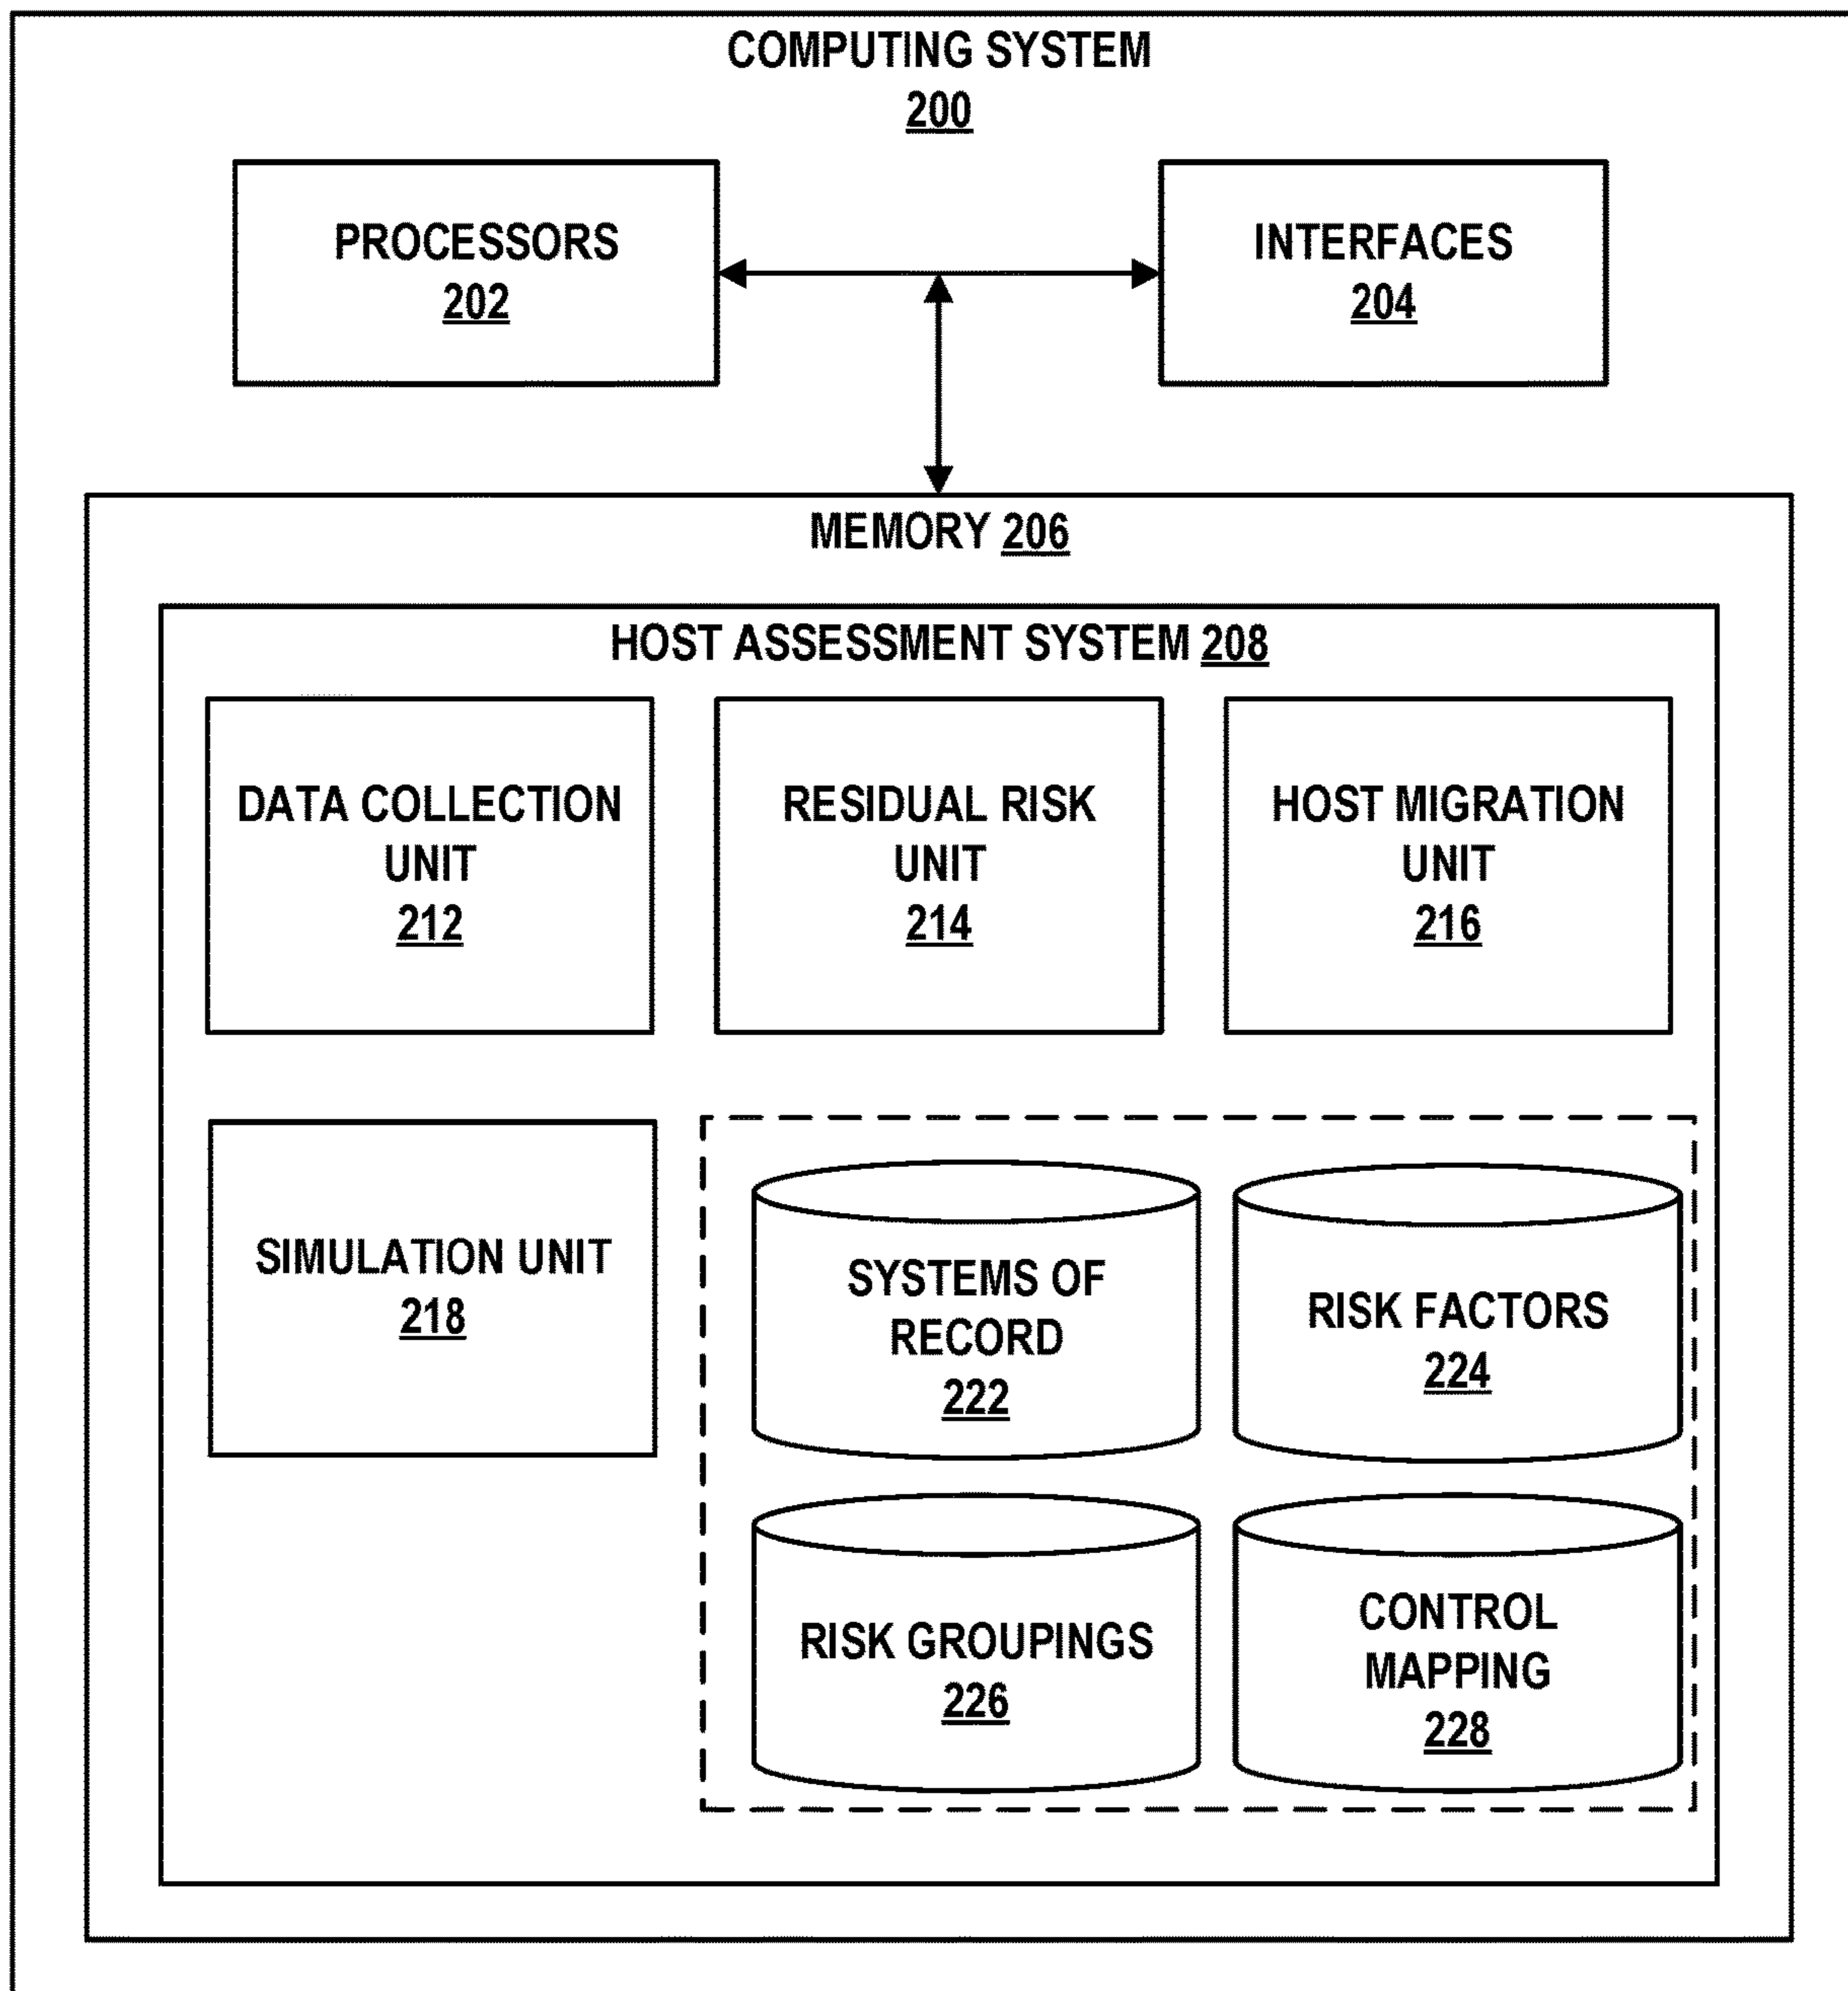 COMPUTING SYSTEM
200
PROCESSORS
202
INTERFACES
204
MEMORY 206
HOST ASSESSMENT SYSTEM 208
DATA COLLECTION
UNIT
212
RESIDUAL RISK
UNIT
214
HOST MIGRATION
UNIT
216
SIMULATION UNIT
218
SYSTEMS OF
RECORD
222
RISK FACTORS
224
RISK GROUPINGS
226
CONTROL
MAPPING
228